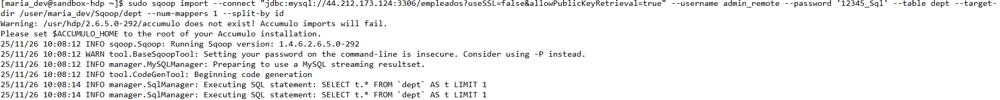 [maria_dev@sandbox-hdp ~]$ sudo sqoop import --connect "jdbc:mysql://44.212.173.124:3306/empleados?useSSL=false&allowPublicKeyRetrieval=true" --username admin_remote --password '12345_Sql' --table dept --target-
dir /user/maria_dev/Sqoop/dept --num-mappers 1 --split-by id
Warning: /usr/hdp/2.6.5.0-292/accumulo does not exist! Accumulo imports will fail.
Please set $ACCUMULO_HOME to the root of your Accumulo installation.
25/11/26 10:08:12 INFO sqoop.Sqoop: Running Sqoop version: 1.4.6.2.6.5.0-292
25/11/26 10:08:12 WARN tool.BaseSqoopTool: Setting your password on the command-line is insecure. Consider using -P instead.
25/11/26 10:08:12 INFO manager.MySQLManager: Preparing to use a MySQL streaming resultset.
25/11/26 10:08:12 INFO tool.CodeGenTool: Beginning code generation
25/11/26 10:08:14 INFO manager.SqlManager: Executing SQL statement: SELECT t.* FROM `dept` AS t LIMIT 1
25/11/26 10:08:14 INFO manager.SqlManager: Executing SQL statement: SELECT t.* FROM `dept` AS t LIMIT 1